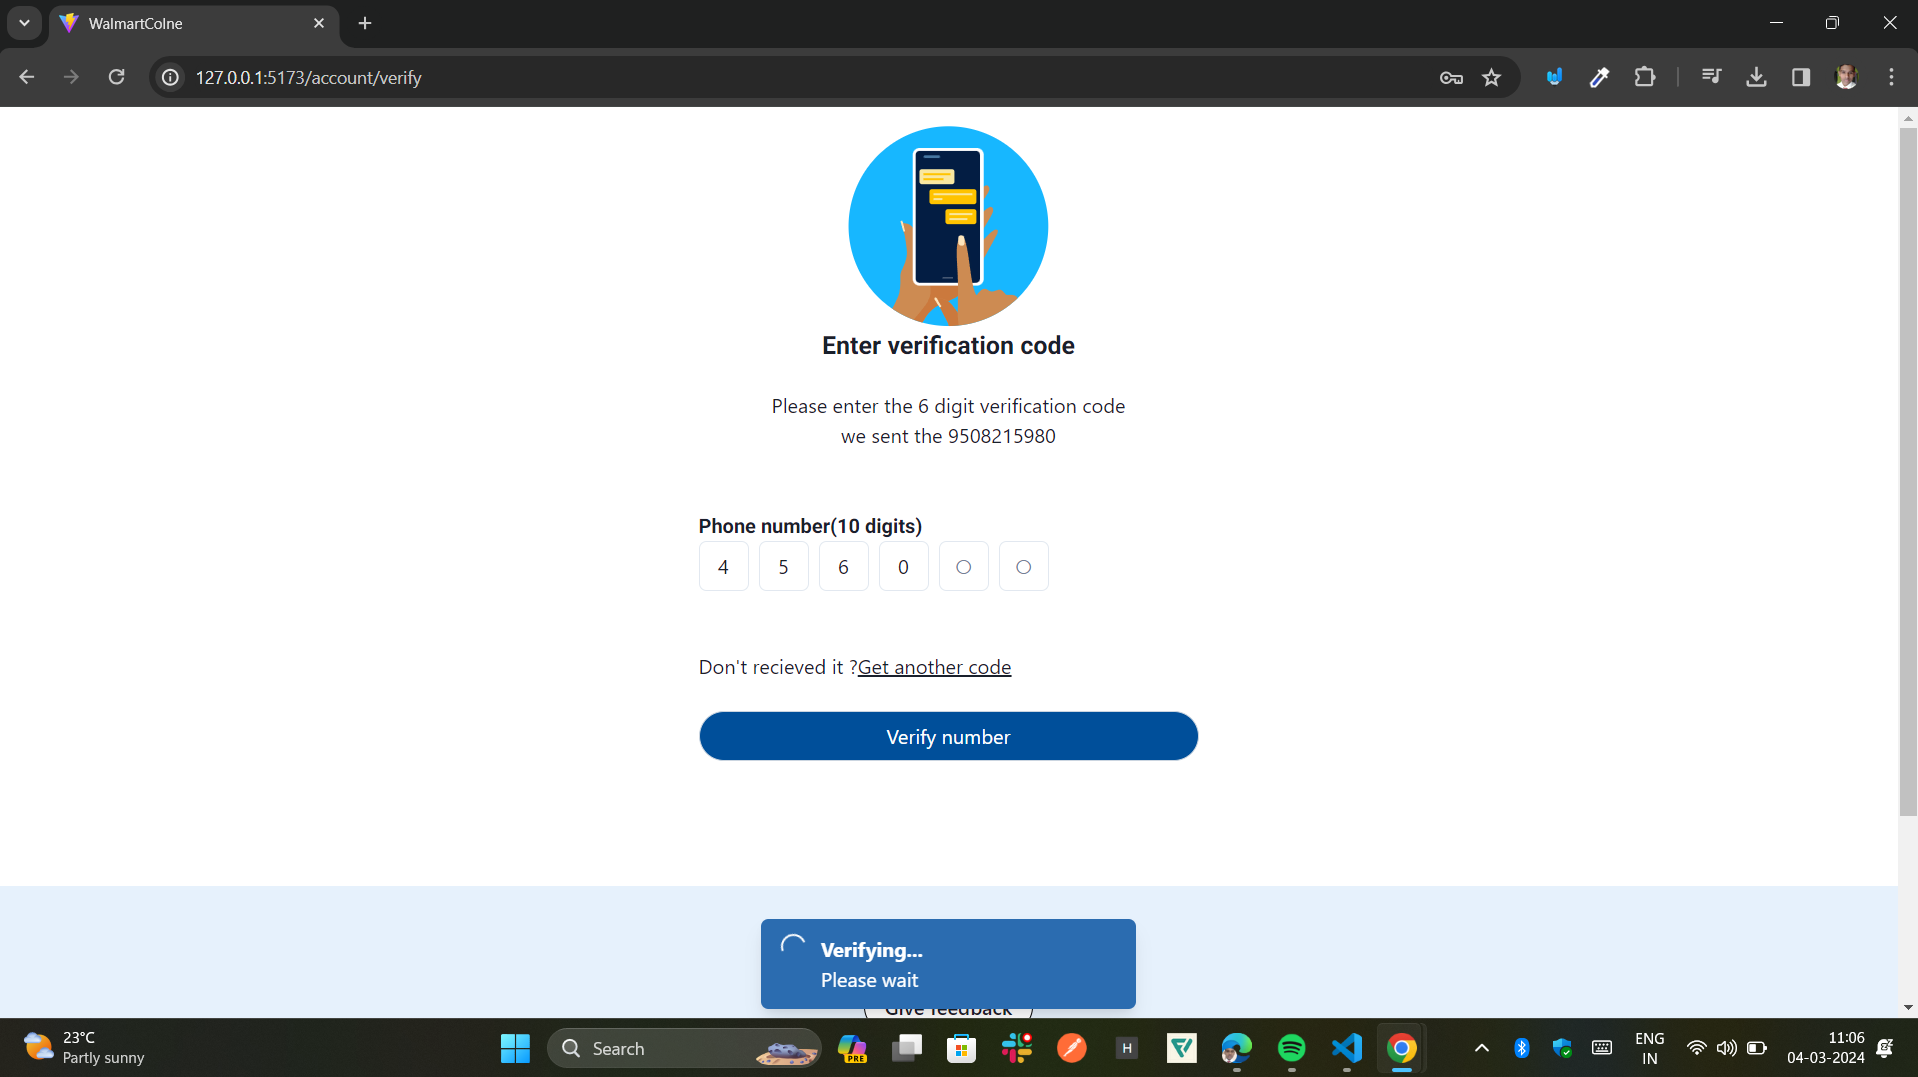 WalmartColne
127.0.0.1:5173/account/verify
Enter verification code
Please enter the 6 digit verification code
we sent the 9508215980
Phone number(10 digits)
4 5 6 0
Don't recieved it ?Get another code
Verify number
Verifying...
Please wait
Give feedback
23°C
Partly sunny
Search
PRE
H
ENG
IN
11:06
04-03-2024